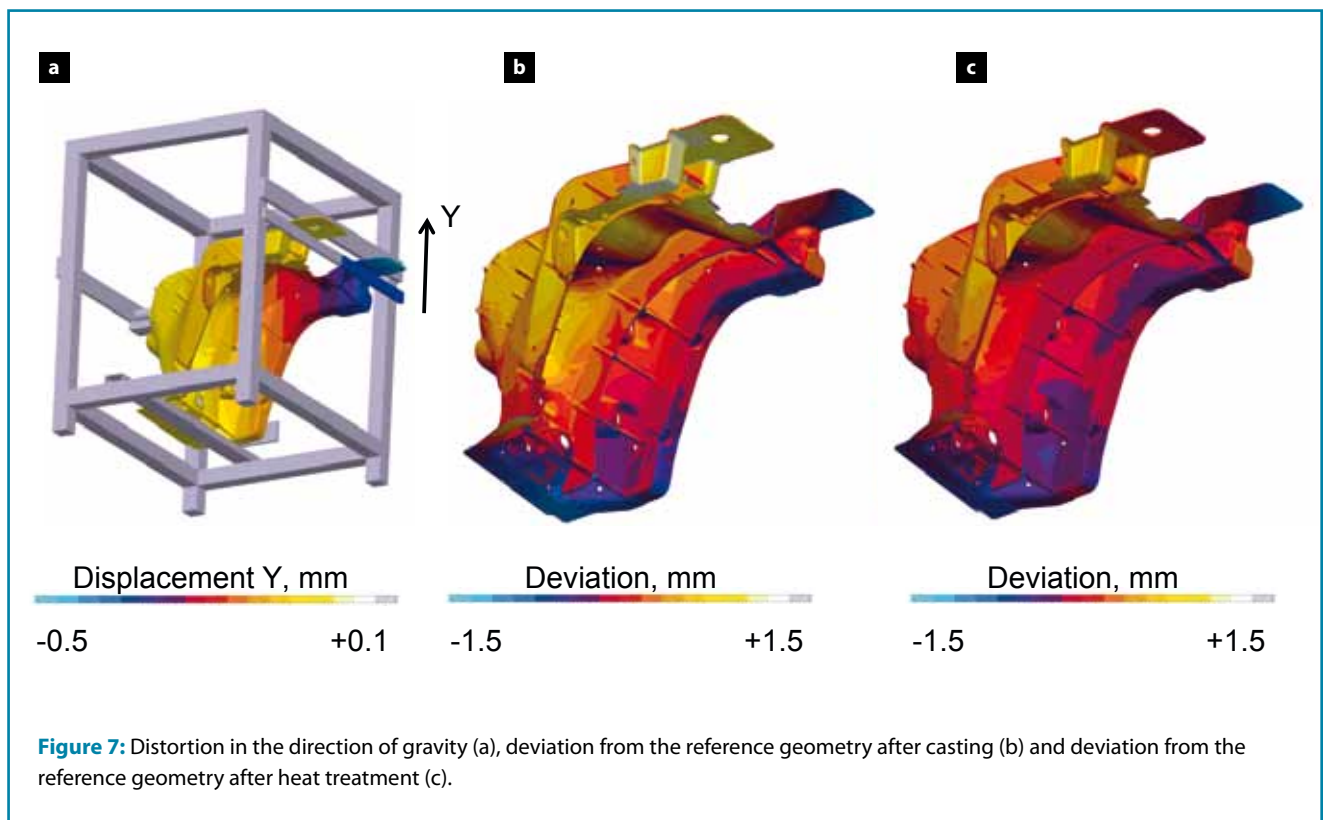 a
b
c
Y
Displacement Y, mm
-0.5
+0.1
Deviation, mm
-1.5
+1.5
Deviation, mm
-1.5
+1.5
Figure 7: Distortion in the direction of gravity (a), deviation from the reference geometry after casting (b) and deviation from the
reference geometry after heat treatment (c).